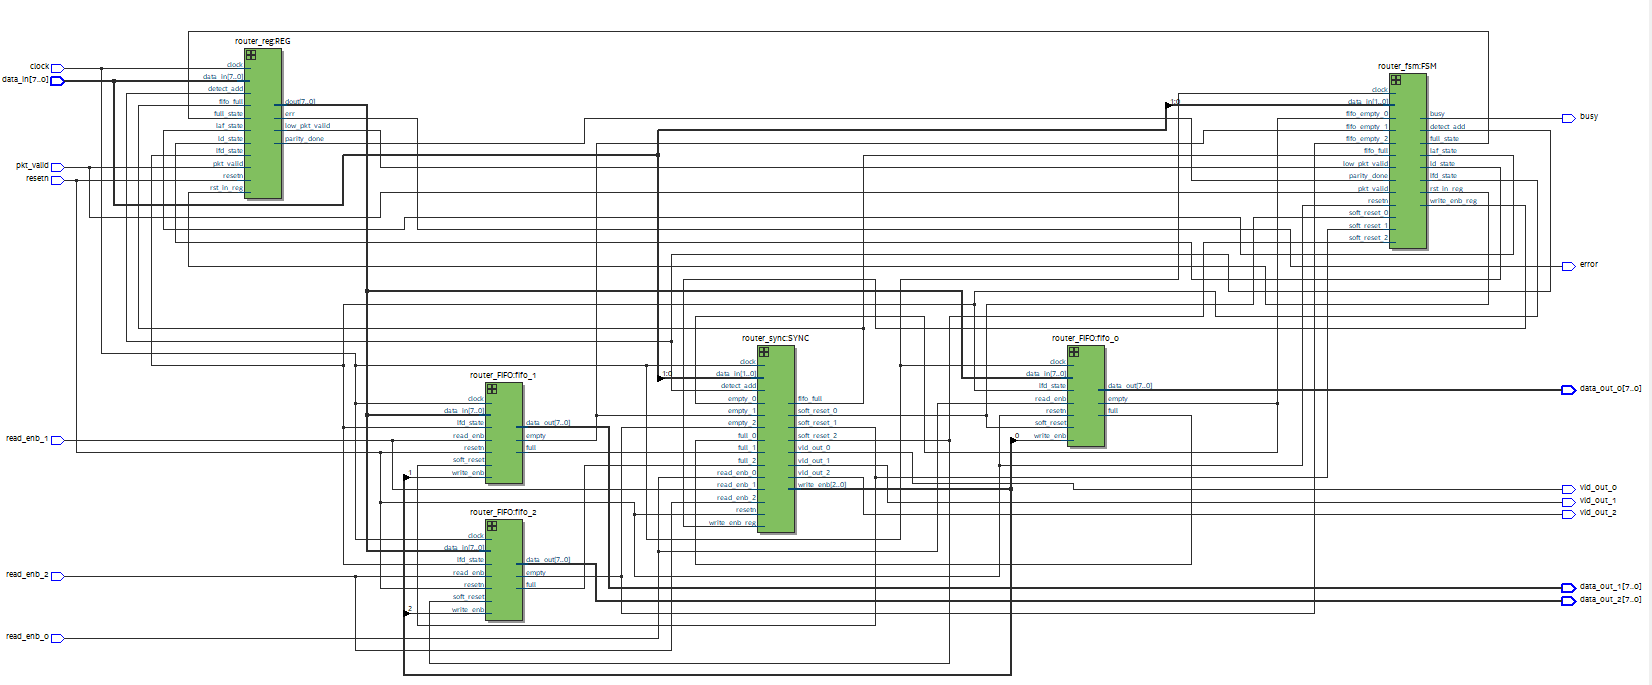 router_reg:REG
clock
data_in[7..0]
detect_add
fifo_full
full_state
laf_state
ld_state
lfd_state
pkt_valid
resetn
rst_in_reg
dout[7..0]
err
low_pkt_valid
parity_done
clock
data_in[7..0]
pkt_valid
resetn
read_enb_1
read_enb_2
read_enb_o
router_fsm:FSM
clock
1:0
data_in[1..0]
fifo_empty_0
fifo_empty_1
fifo_empty_2
fifo_full
low_pkt_valid
parity_done
pkt_valid
resetn
soft_reset_0
soft_reset_1
soft_reset_2
busy
detect_add
full_state
laf_state
ld_state
lfd_state
rst_in_reg
write_enb_reg
busy
error
router_sync:SYNC
clock
1:0
data_in[1..0]
detect_add
empty_0
empty_1
empty_2
full_0
full_1
full_2
read_enb_0
read_enb_1
read_enb_2
resetn
write_enb_reg
fifo_full
soft_reset_0
soft_reset_1
soft_reset_2
vld_out_0
vld_out_1
vld_out_2
write_enb[2..0]
router_FIFO:fifo_o
clock
data_in[7..0]
lfd_state
read_enb
resetn
soft_reset
0
write_enb
data_out[7..0]
empty
full
router_FIFO:fifo_1
clock
data_in[7..0]
lfd_state
read_enb
resetn
soft_reset
1
write_enb
data_out[7..0]
empty
full
router_FIFO:fifo_2
clock
data_in[7..0]
lfd_state
read_enb
resetn
soft_reset
2
write_enb
data_out[7..0]
empty
full
data_out_o[7..0]
vld_out_o
vld_out_1
vld_out_2
data_out_1[7..0]
data_out_2[7..0]